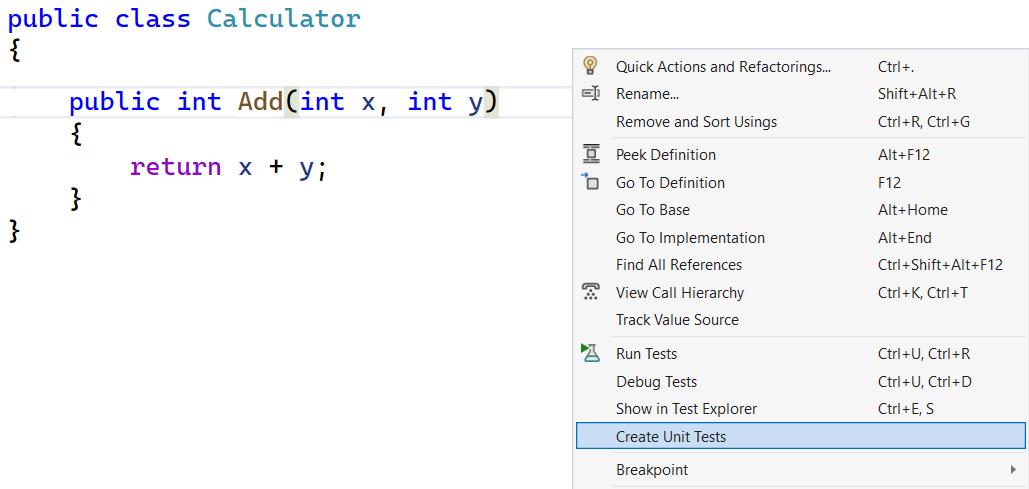 public class Calculator
{
public int Add(int x, int y)
{
return x + y;
}
}
Quick Actions and Refactorings... Ctrl+.
Rename... Shift+Alt+R
Remove and Sort Usings Ctrl+R, Ctrl+G
Peek Definition Alt+F12
Go To Definition F12
Go To Base Alt+Home
Go To Implementation Alt+End
Find All References Ctrl+Shift+Alt+F12
View Call Hierarchy Ctrl+K, Ctrl+T
Track Value Source
Run Tests Ctrl+U, Ctrl+R
Debug Tests Ctrl+U, Ctrl+D
Show in Test Explorer Ctrl+E, S
Create Unit Tests
Breakpoint